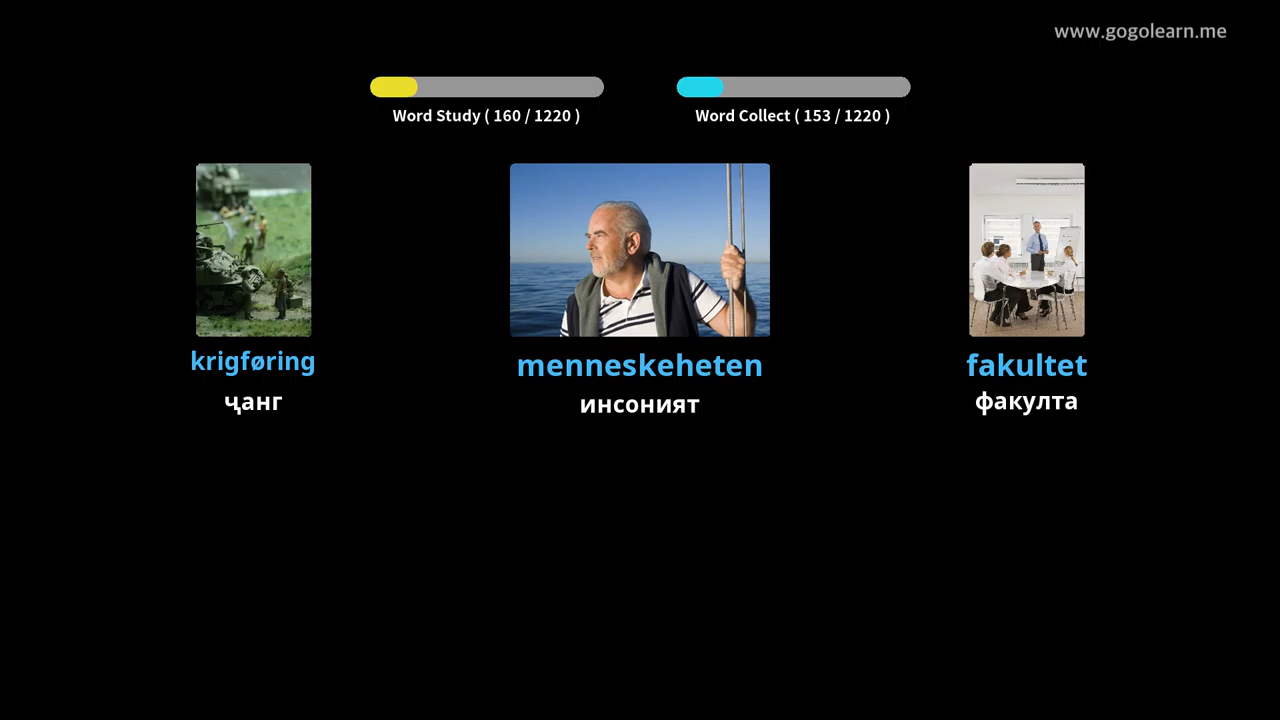 www.gogolearn.me
Word Study ( 160 / 1220 )
Word Collect ( 153 / 1220 )
krigføring
ҷанг
menneskeheten
инсоният
fakultet
факулта